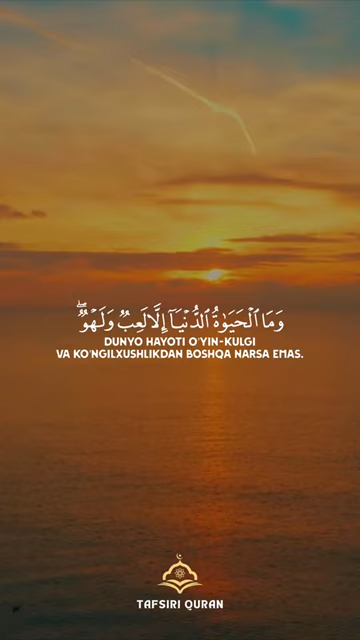 وَمَا ٱلْحَيَوٰةُ ٱلدُّنْيَآ إِلَّا لَعِبٌ وَلَهْوٌ ۖ
DUNYO HAYOTI O'YIN-KULGI
VA KO'NGILXUSHLIKDAN BOSHQA NARSA EMAS.
TAFSIRI QURAN